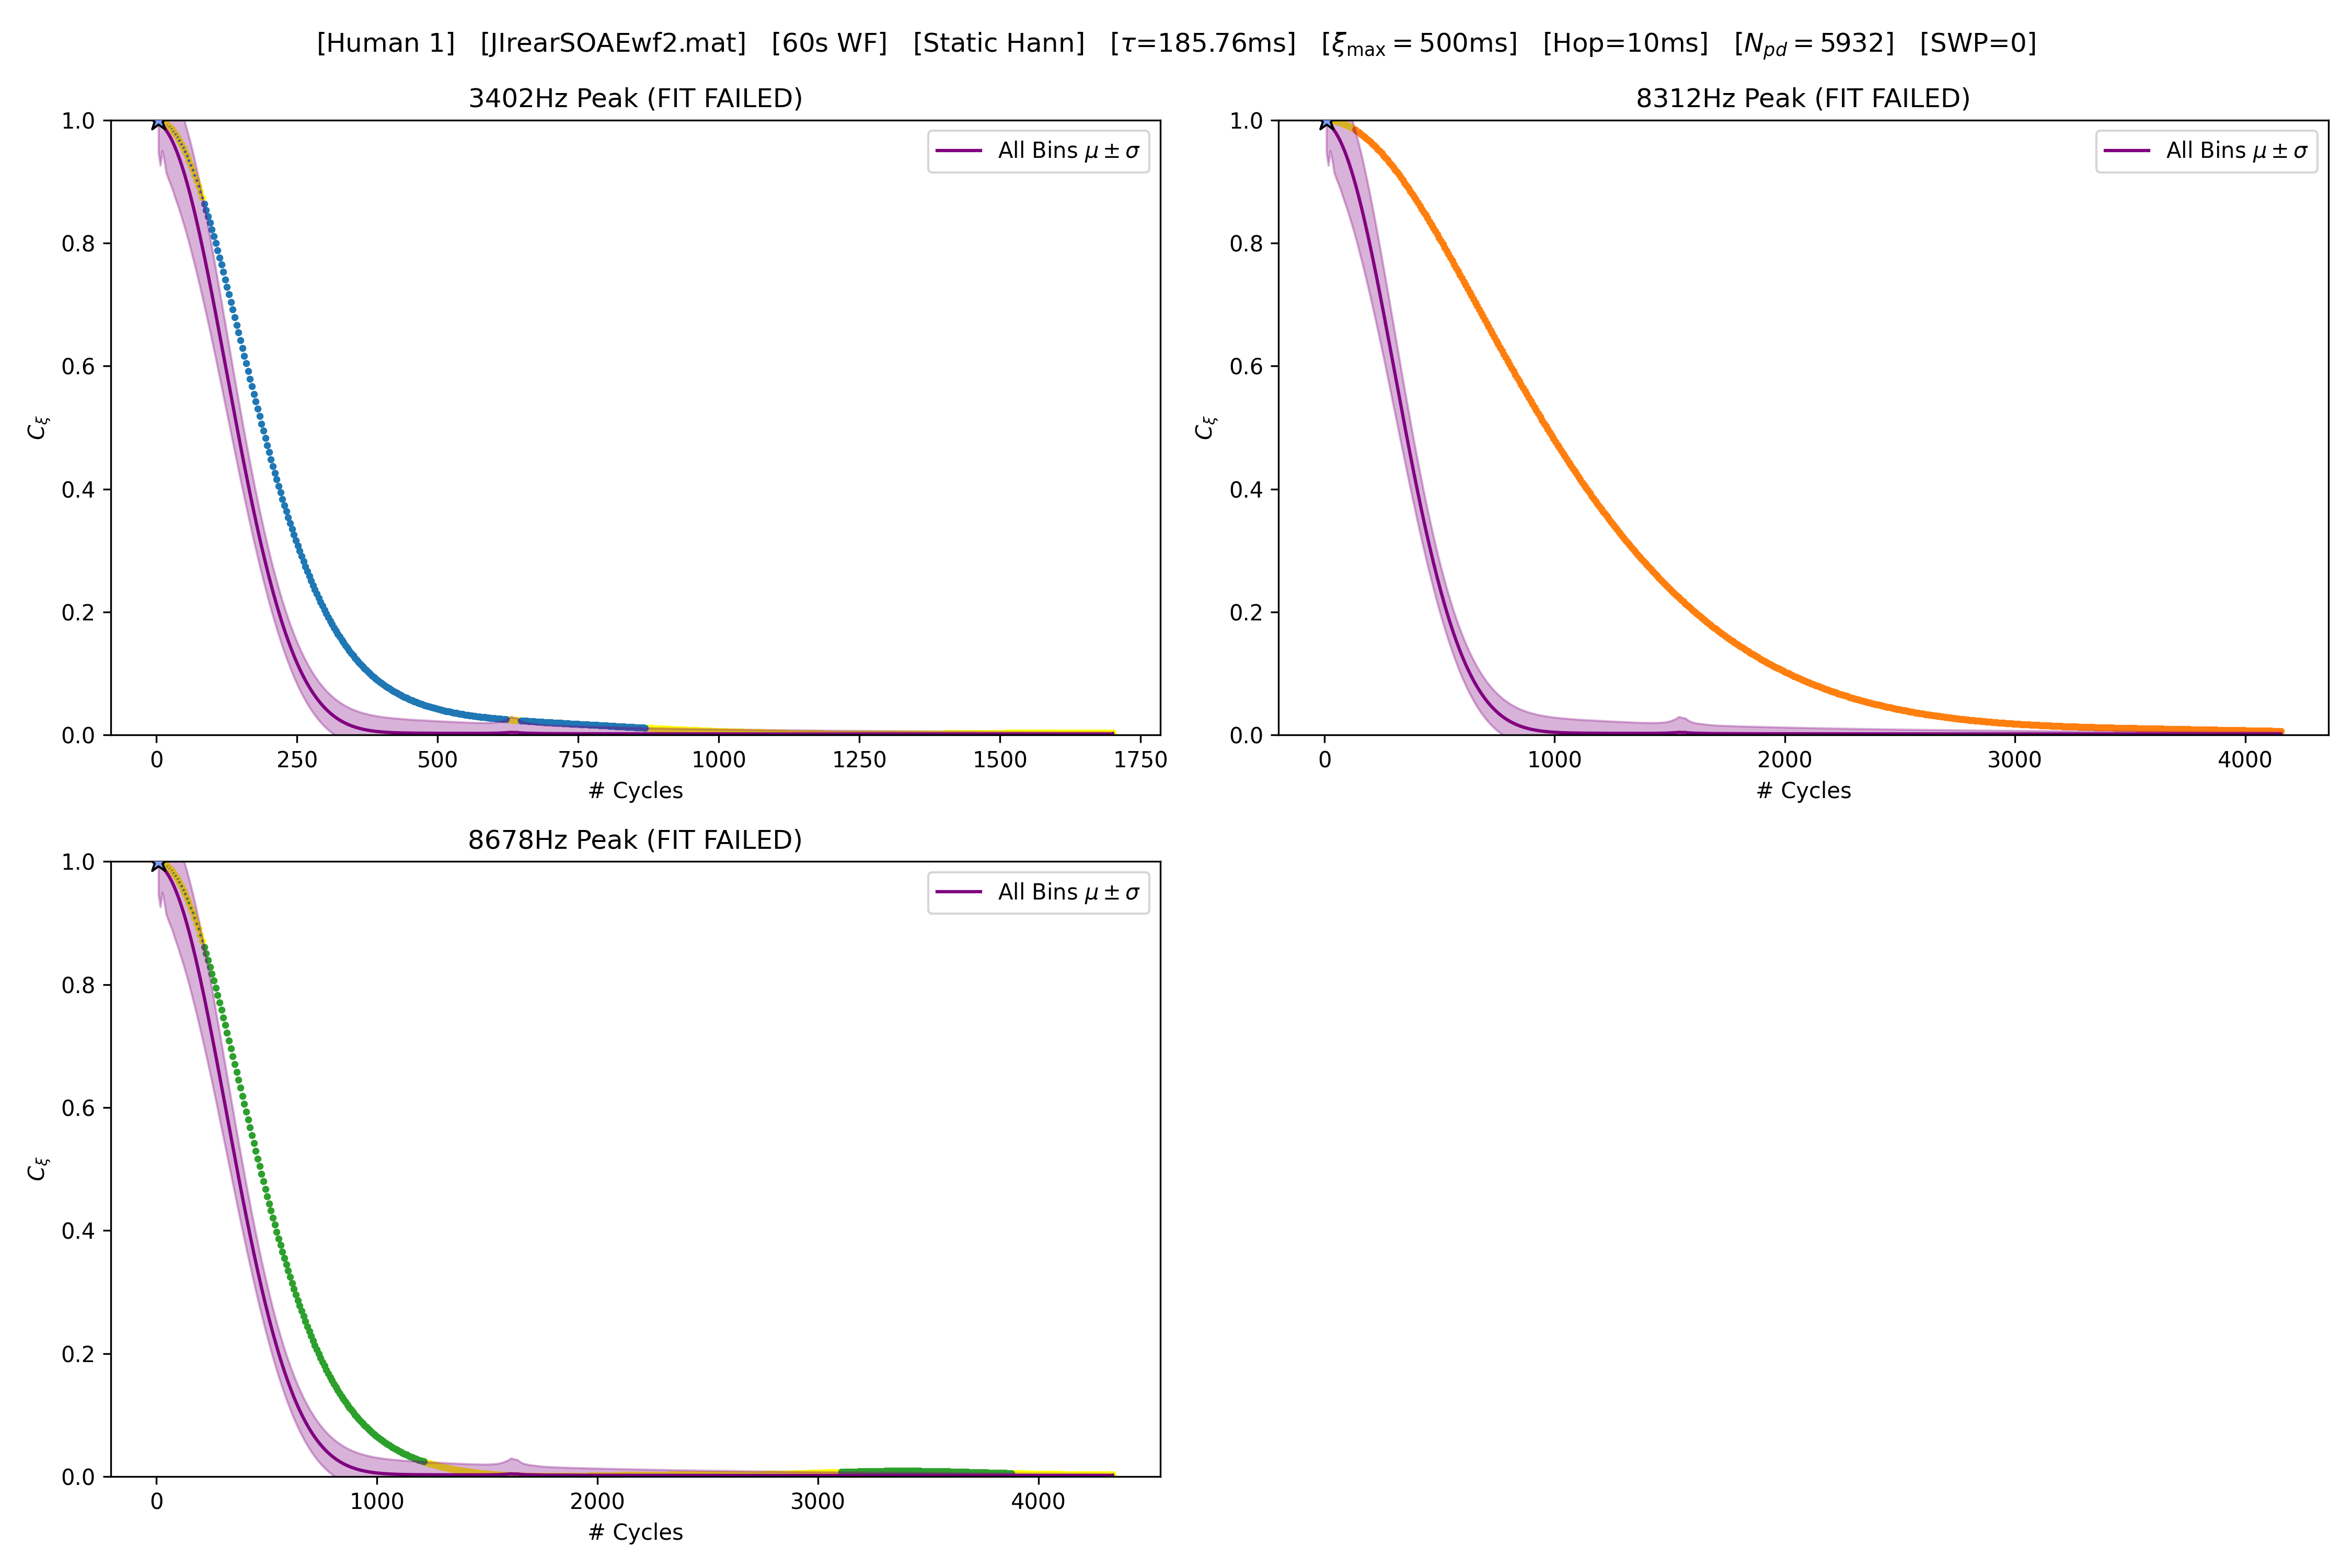 [Human 1] [JIrearSOAEwf2.mat] [60s WF] [Static Hann] [τ=185.76ms] [ξmax = 500ms] [Hop=10ms] [Npd = 5932] [SWP=0]
3402Hz Peak (FIT FAILED)
1.0
0.8
0.6
0.4
0.2
0.0
Cξ
All Bins μ ± σ
0 250 500 750 1000 1250 1500 1750
# Cycles
8312Hz Peak (FIT FAILED)
1.0
0.8
0.6
0.4
0.2
0.0
Cξ
All Bins μ ± σ
0 1000 2000 3000 4000
# Cycles
8678Hz Peak (FIT FAILED)
1.0
0.8
0.6
0.4
0.2
0.0
Cξ
All Bins μ ± σ
0 1000 2000 3000 4000
# Cycles